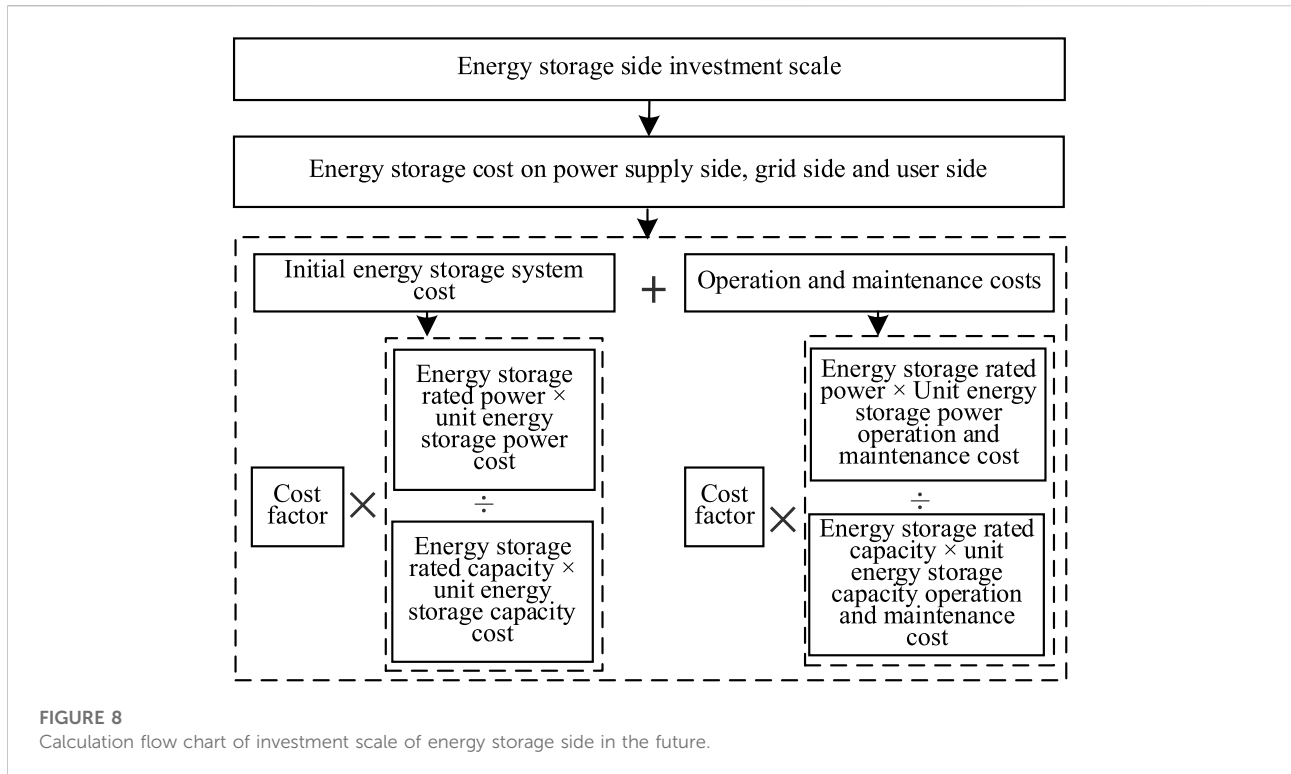 Energy storage side investment scale
Energy storage cost on power supply side, grid side and user side
Initial energy storage system
cost
+
Operation and maintenance costs
Cost
factor
×
Energy storage
rated power ×
unit energy
storage power
cost
÷
Energy storage
rated capacity ×
unit energy
storage capacity
cost
Cost
factor
×
Energy storage rated
power × Unit energy
storage power
operation and
maintenance cost
÷
Energy storage rated
capacity × unit
energy storage
capacity operation
and maintenance
cost
FIGURE 8
Calculation flow chart of investment scale of energy storage side in the future.